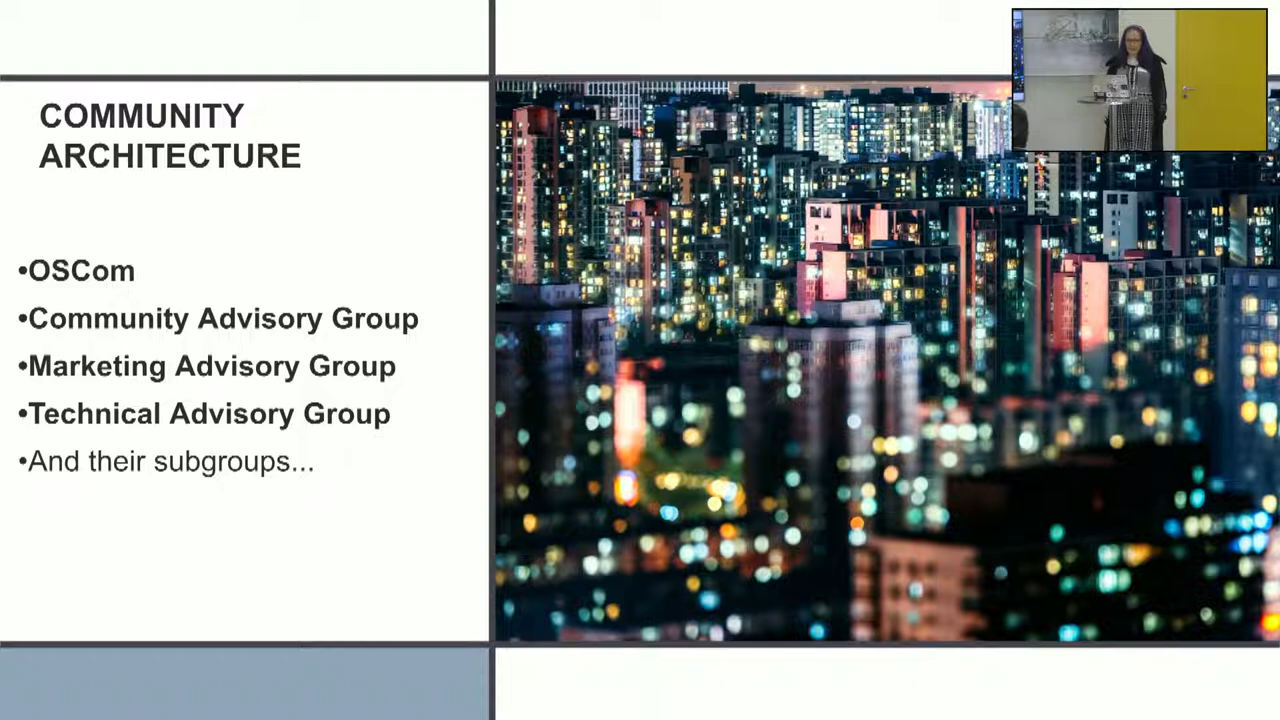 COMMUNITY
ARCHITECTURE
•OSCom
•Community Advisory Group
•Marketing Advisory Group
•Technical Advisory Group
•And their subgroups...